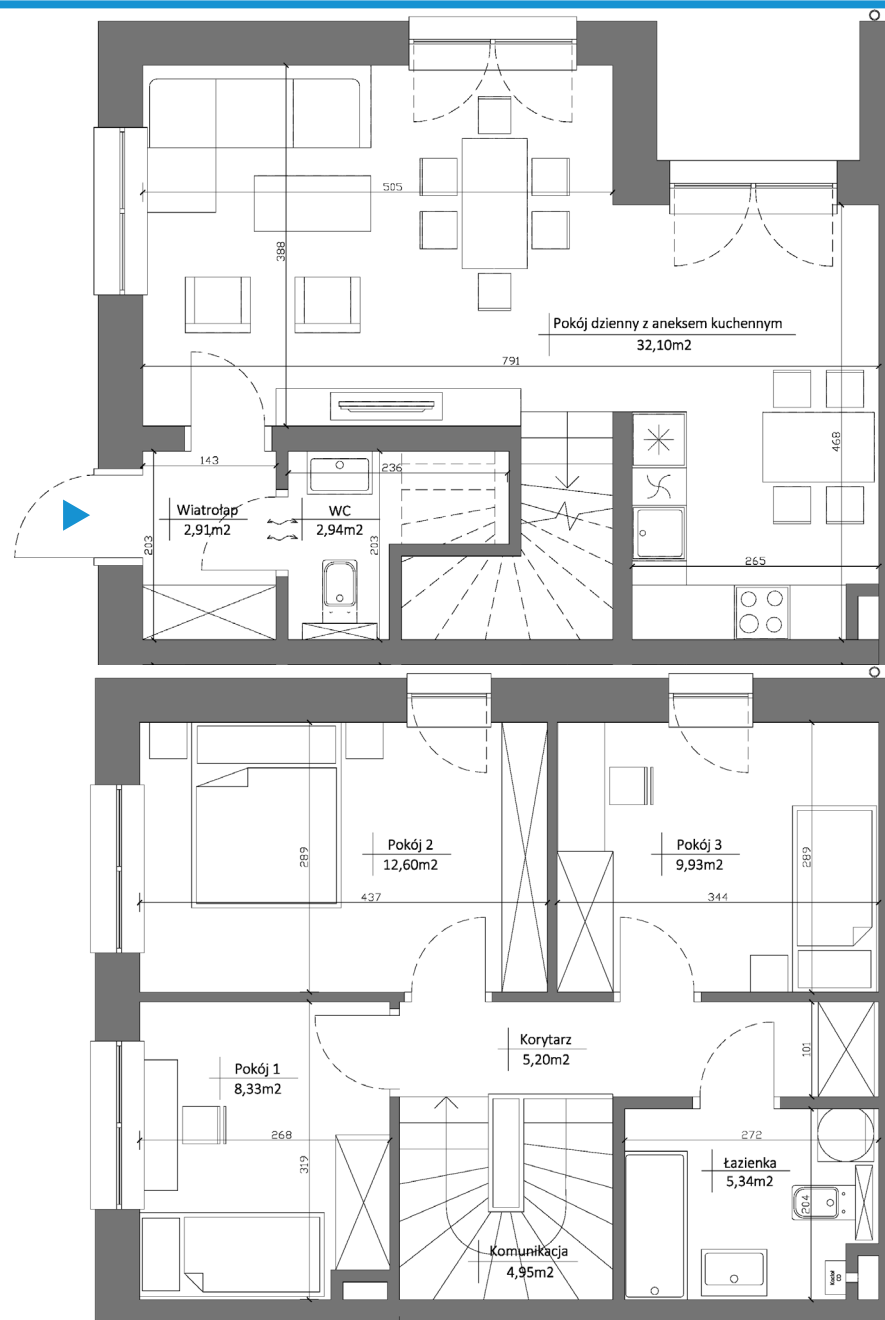 505
388
Pokój dzienny z aneksem kuchennym
32,10m2
791
468
143
236
Wiatrołap
2,91m2
WC
2,94m2
203
203
265
Pokój 2
12,60m2
Pokój 3
9,93m2
289
289
437
344
Korytarz
5,20m2
101
Pokój 1
8,33m2
268
319
272
Łazienka
5,34m2
204
Komunikacja
4,95m2
Kocioł
CO